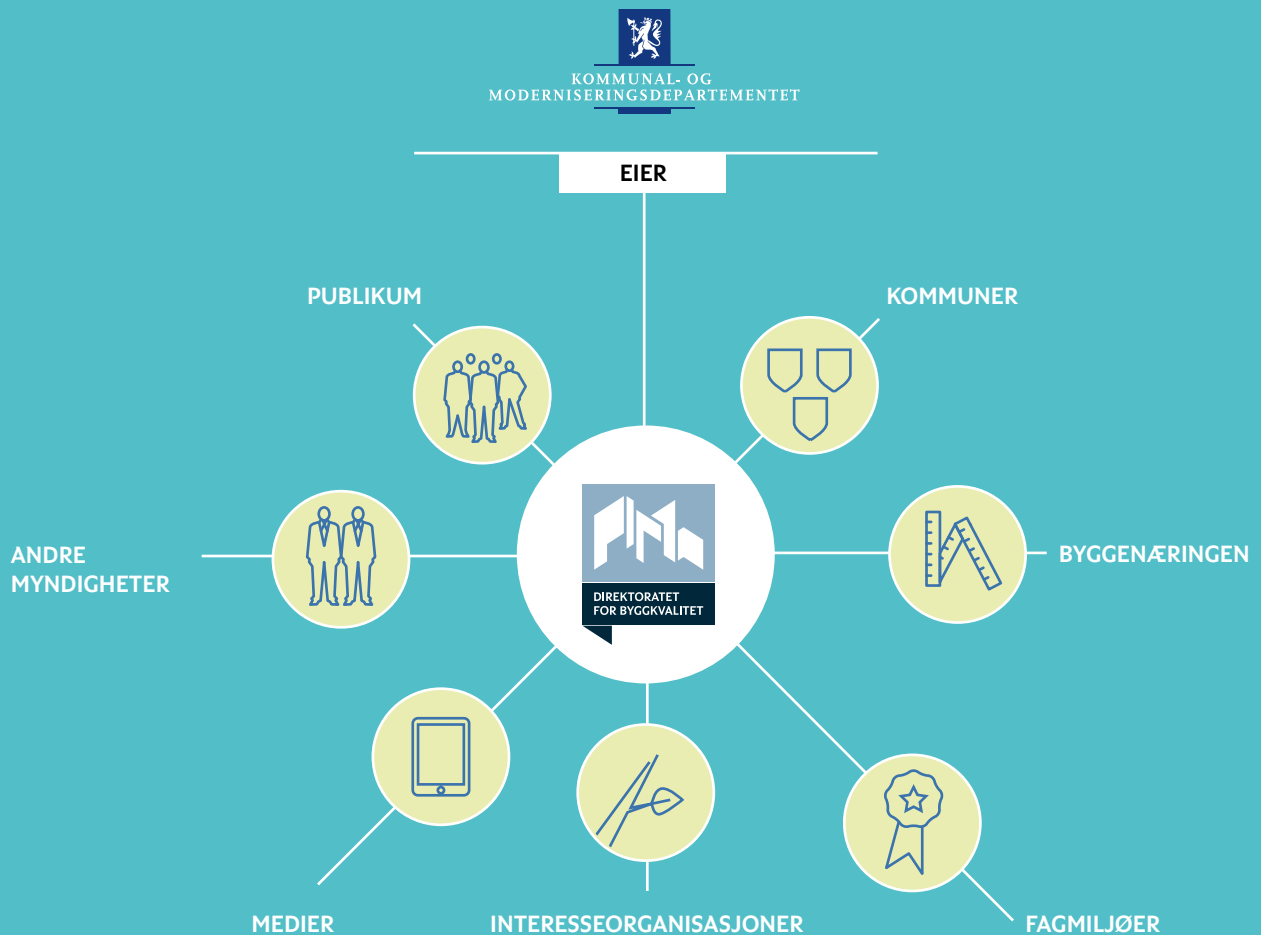 KOMMUNAL- OG
MODERNISERINGSDEPARTEMENTET
EIER
PUBLIKUM
KOMMUNER
ANDRE
MYNDIGHETER
BYGGENÆRINGEN
DIREKTORATET
FOR BYGGKVALITET
MEDIER
INTERESSEORGANISASJONER
FAGMILJØER